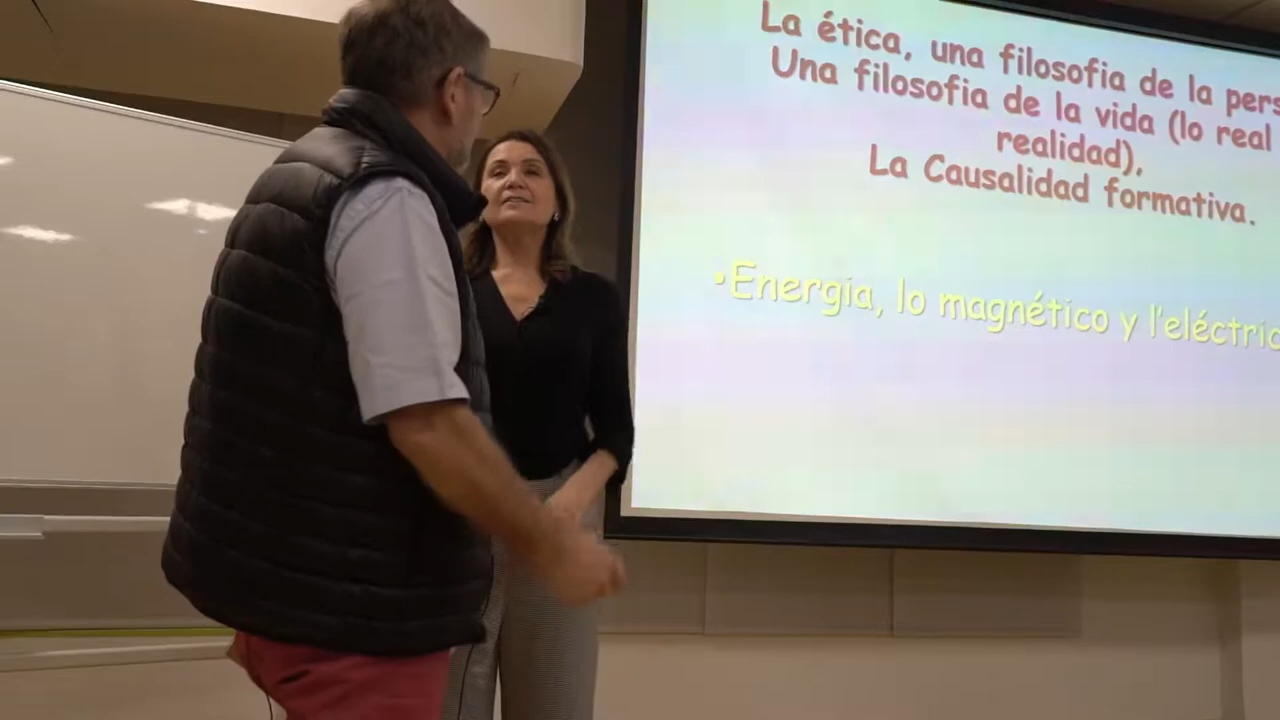 La ética, una filosofia de la pers
Una filosofia de la vida (lo real
realidad),
La Causalidad formativa.
•Energia, lo magnético y l'eléctric